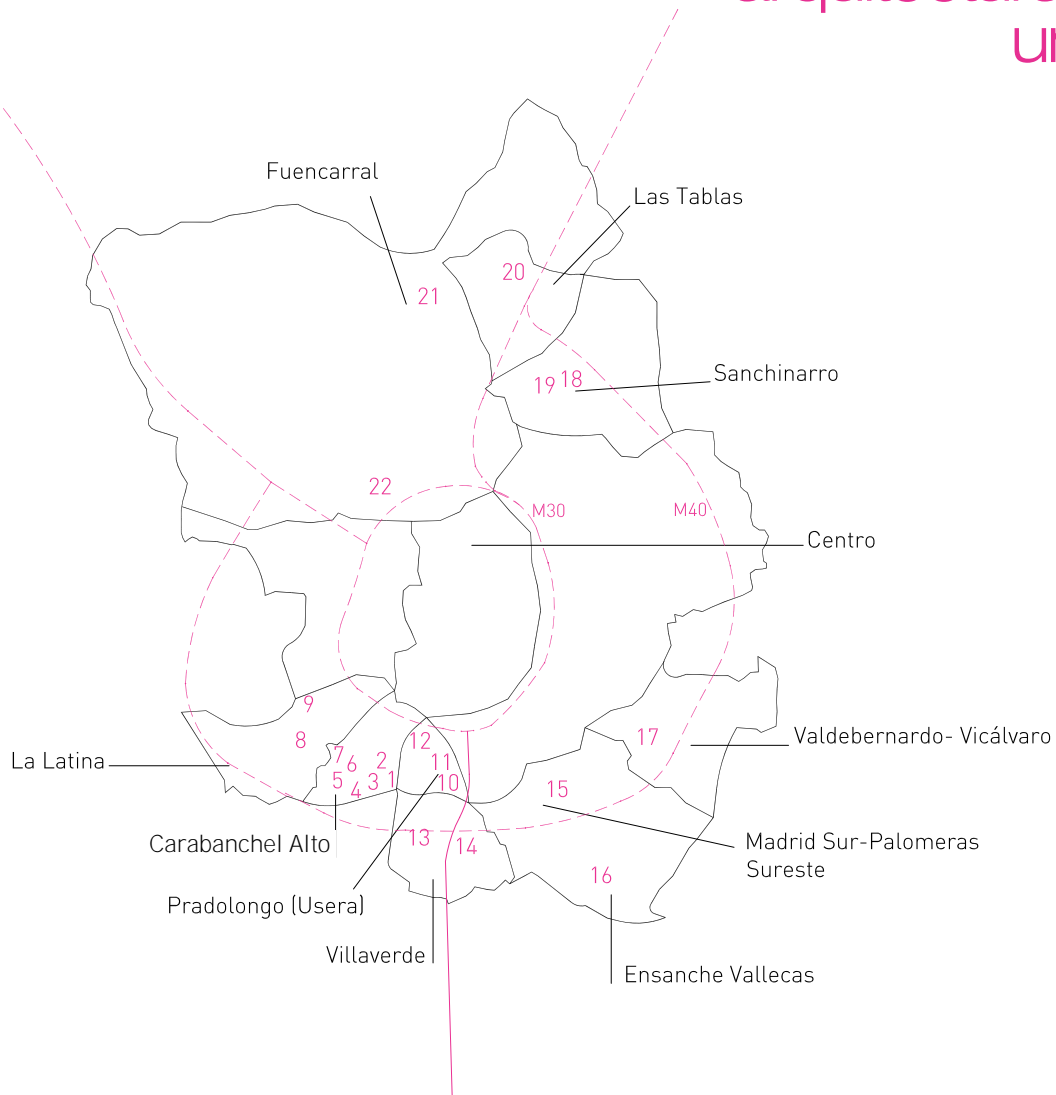 Fuencarral
Las Tablas
20
21
Sanchinarro
19 18
22
M30
M40
Centro
9
8
12
17
Valdebernardo- Vicálvaro
La Latina
7
6
2
11
5
4
3
1
10
15
Carabanchel Alto
13
14
Madrid Sur-Palomeras
Sureste
16
Pradolongo (Usera)
Villaverde
Ensanche Vallecas